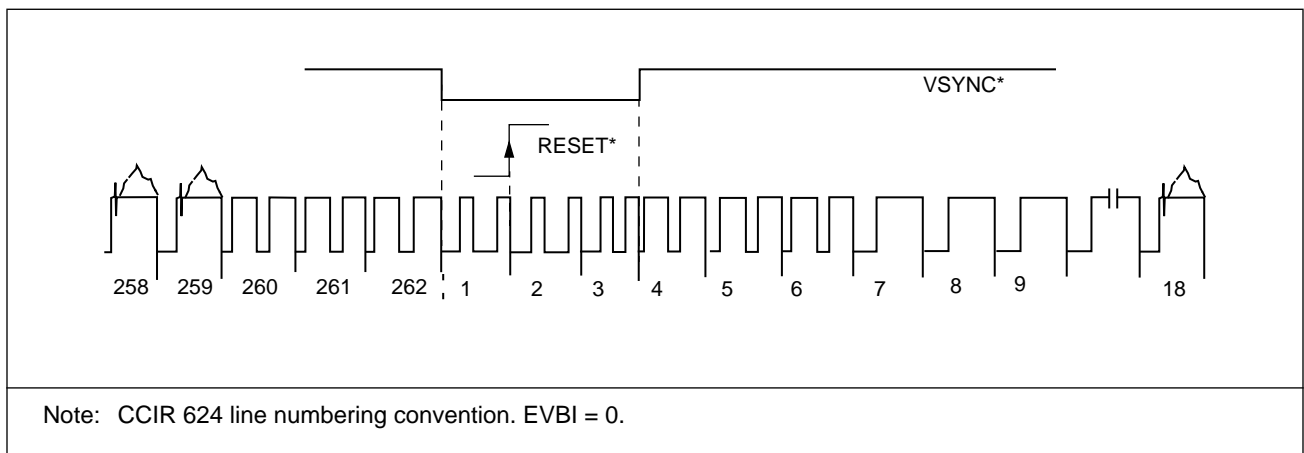 VSYNC*
RESET*
258 259 260 261 262 1 2 3 4 5 6 7 8 9 18
Note: CCIR 624 line numbering convention. EVBI = 0.